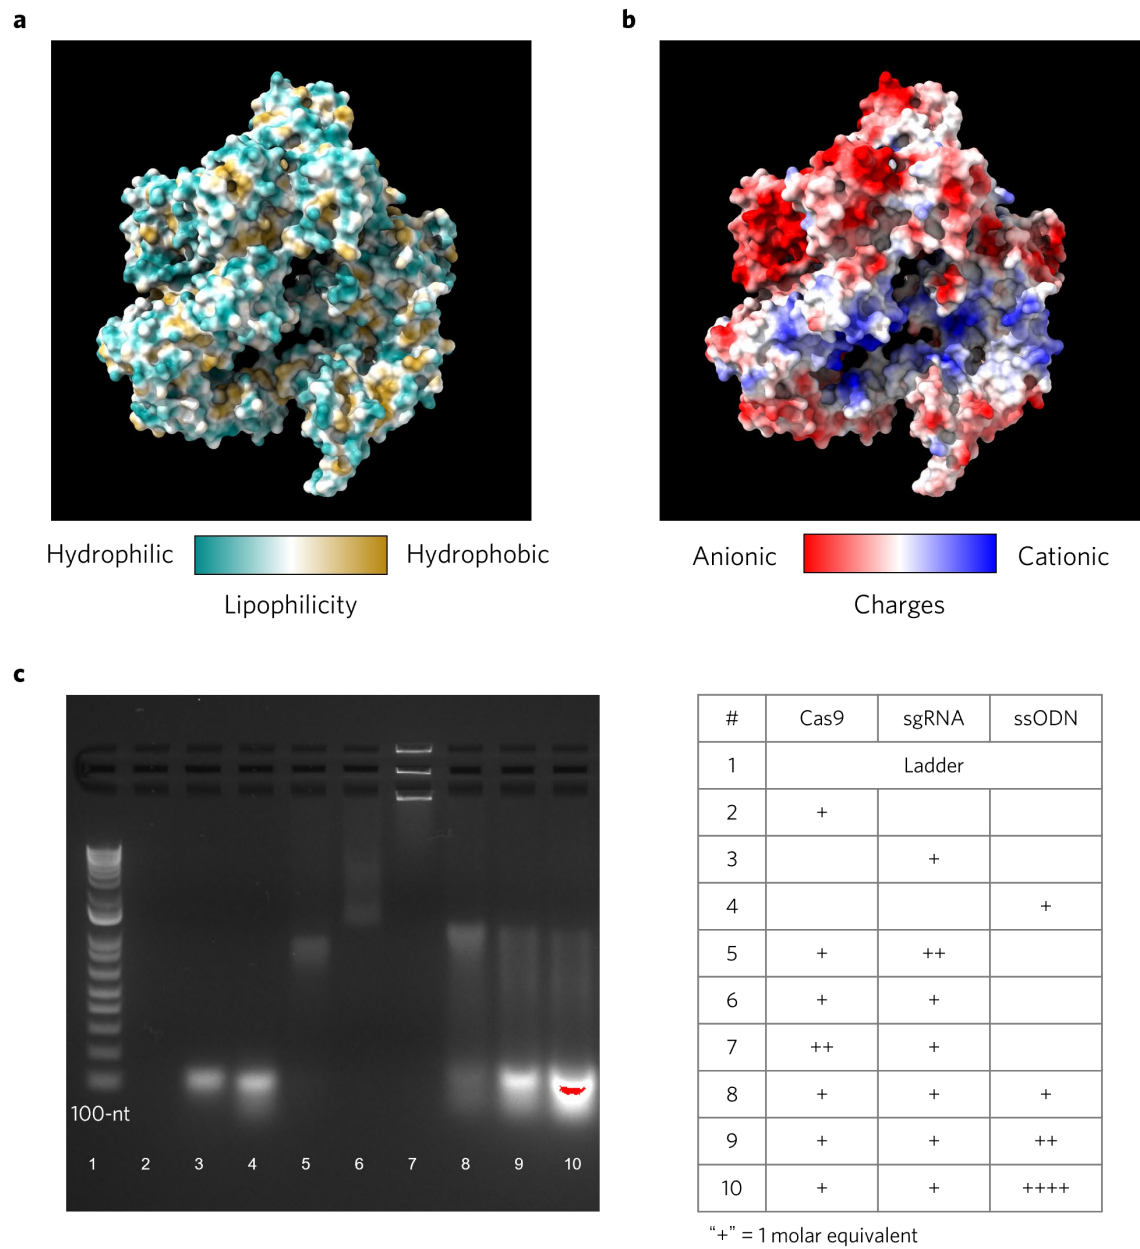 a
b
Hydrophilic
Hydrophobic
Lipophilicity
Anionic
Cationic
Charges
c
100-nt
1 2 3 4 5 6 7 8 9 10
# Cas9 sgRNA ssODN
1 Ladder
2 +
3 +
4 +
5 + ++
6 + +
7 ++ +
8 + + +
9 + + ++
10 + + ++++
“+” = 1 molar equivalent